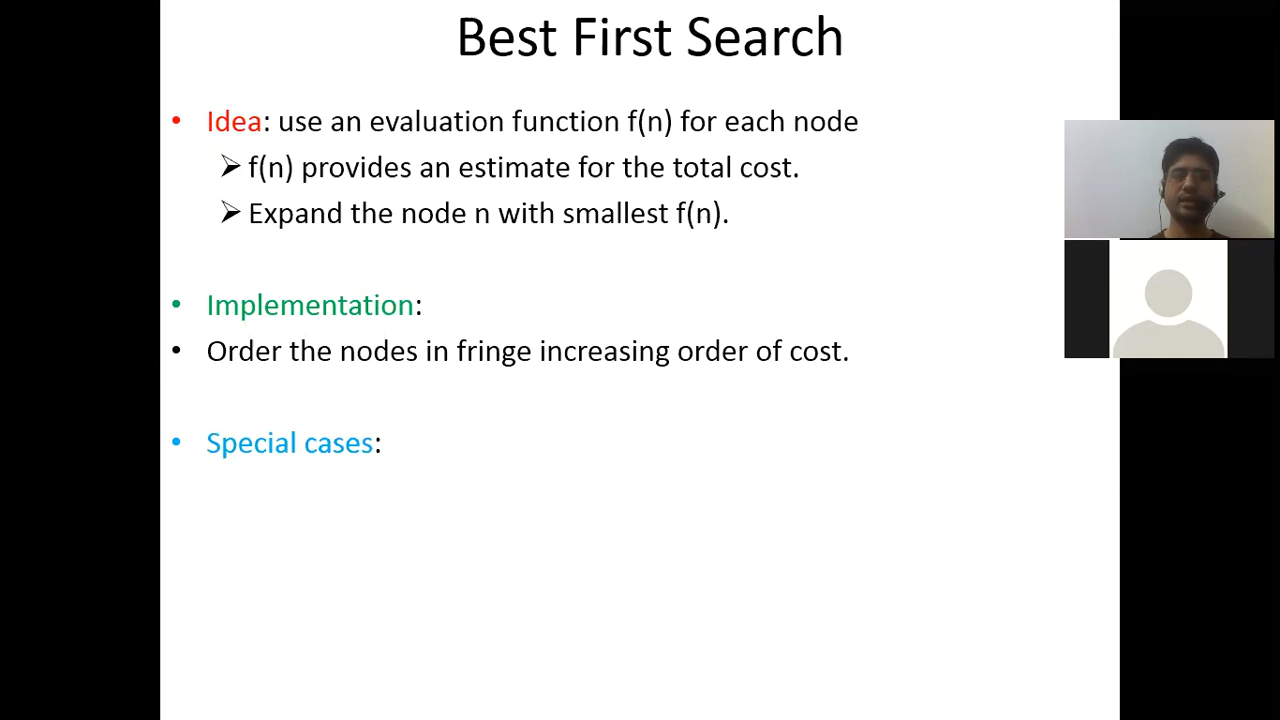 Best First Search
• Idea: use an evaluation function f(n) for each node
➢ f(n) provides an estimate for the total cost.
➢ Expand the node n with smallest f(n).
• Implementation:
• Order the nodes in fringe increasing order of cost.
• Special cases: